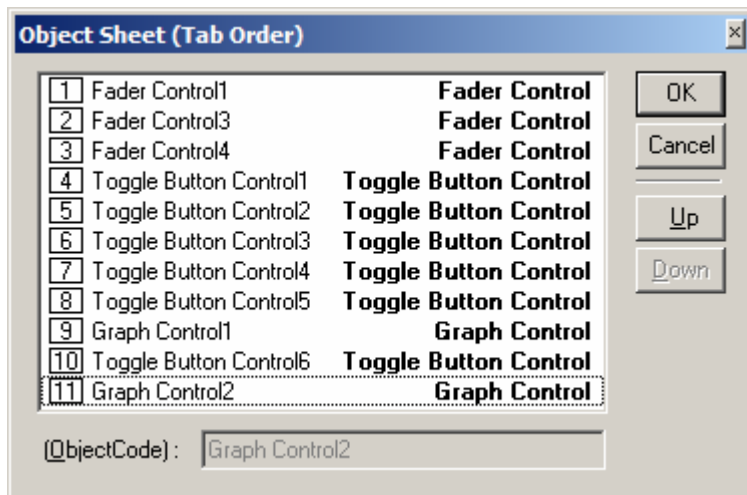 Object Sheet (Tab Order)
1 Fader Control1 Fader Control
2 Fader Control3 Fader Control
3 Fader Control4 Fader Control
4 Toggle Button Control1 Toggle Button Control
5 Toggle Button Control2 Toggle Button Control
6 Toggle Button Control3 Toggle Button Control
7 Toggle Button Control4 Toggle Button Control
8 Toggle Button Control5 Toggle Button Control
9 Graph Control1 Graph Control
10 Toggle Button Control6 Toggle Button Control
11 Graph Control2 Graph Control
OK
Cancel
Up
Down
(ObjectCode) : Graph Control2